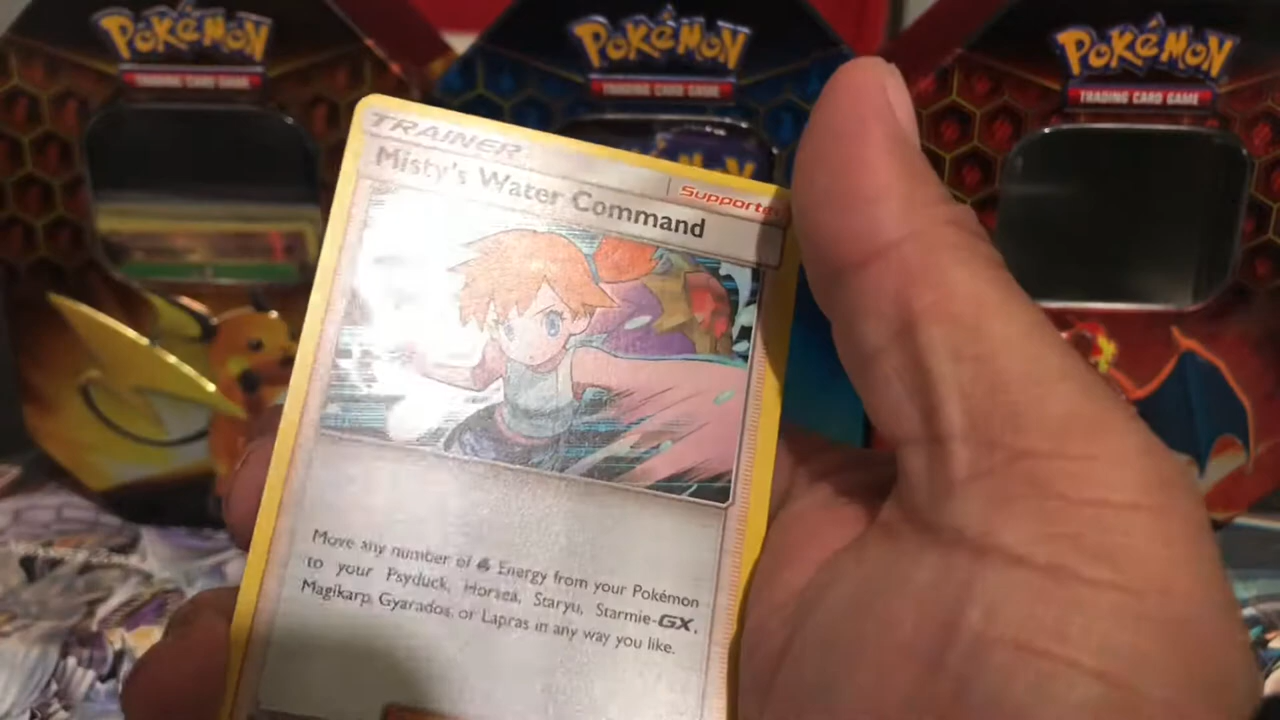 POKéMON
TRADING CARD GAME
POKéMON
TRADING CARD GAME
POKéMON
TRADING CARD GAME
TRAINER
Supporter
Misty's Water Command
Move any number of Energy from your Pokémon
to your Psyduck, Horsea, Staryu, Starmie-GX,
Magikarp, Gyarados, or Lapras in any way you like.